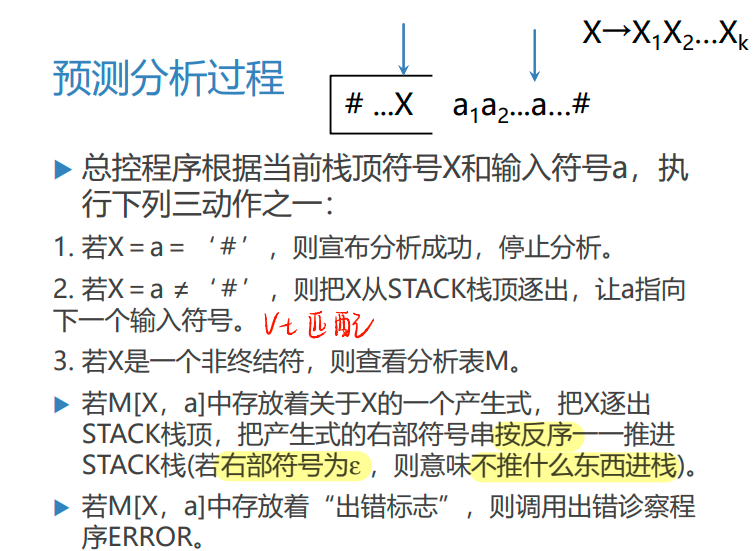 X→X₁X₂…Xₖ
预测分析过程
# …X a₁a₂…a…#
▶ 总控程序根据当前栈顶符号X和输入符号a，执
行下列三动作之一：
1. 若X＝a＝‘#’，则宣布分析成功，停止分析。
2. 若X＝a ≠‘#’，则把X从STACK栈顶逐出，让a指向
下一个输入符号。 Vt 匹配
3. 若X是一个非终结符，则查看分析表M。
▶ 若M[X，a]中存放着关于X的一个产生式，把X逐出
STACK栈顶，把产生式的右部符号串按反序一一推进
STACK栈(若右部符号为ε，则意味不推什么东西进栈)。
▶ 若M[X，a]中存放着“出错标志”，则调用出错诊察程
序ERROR。